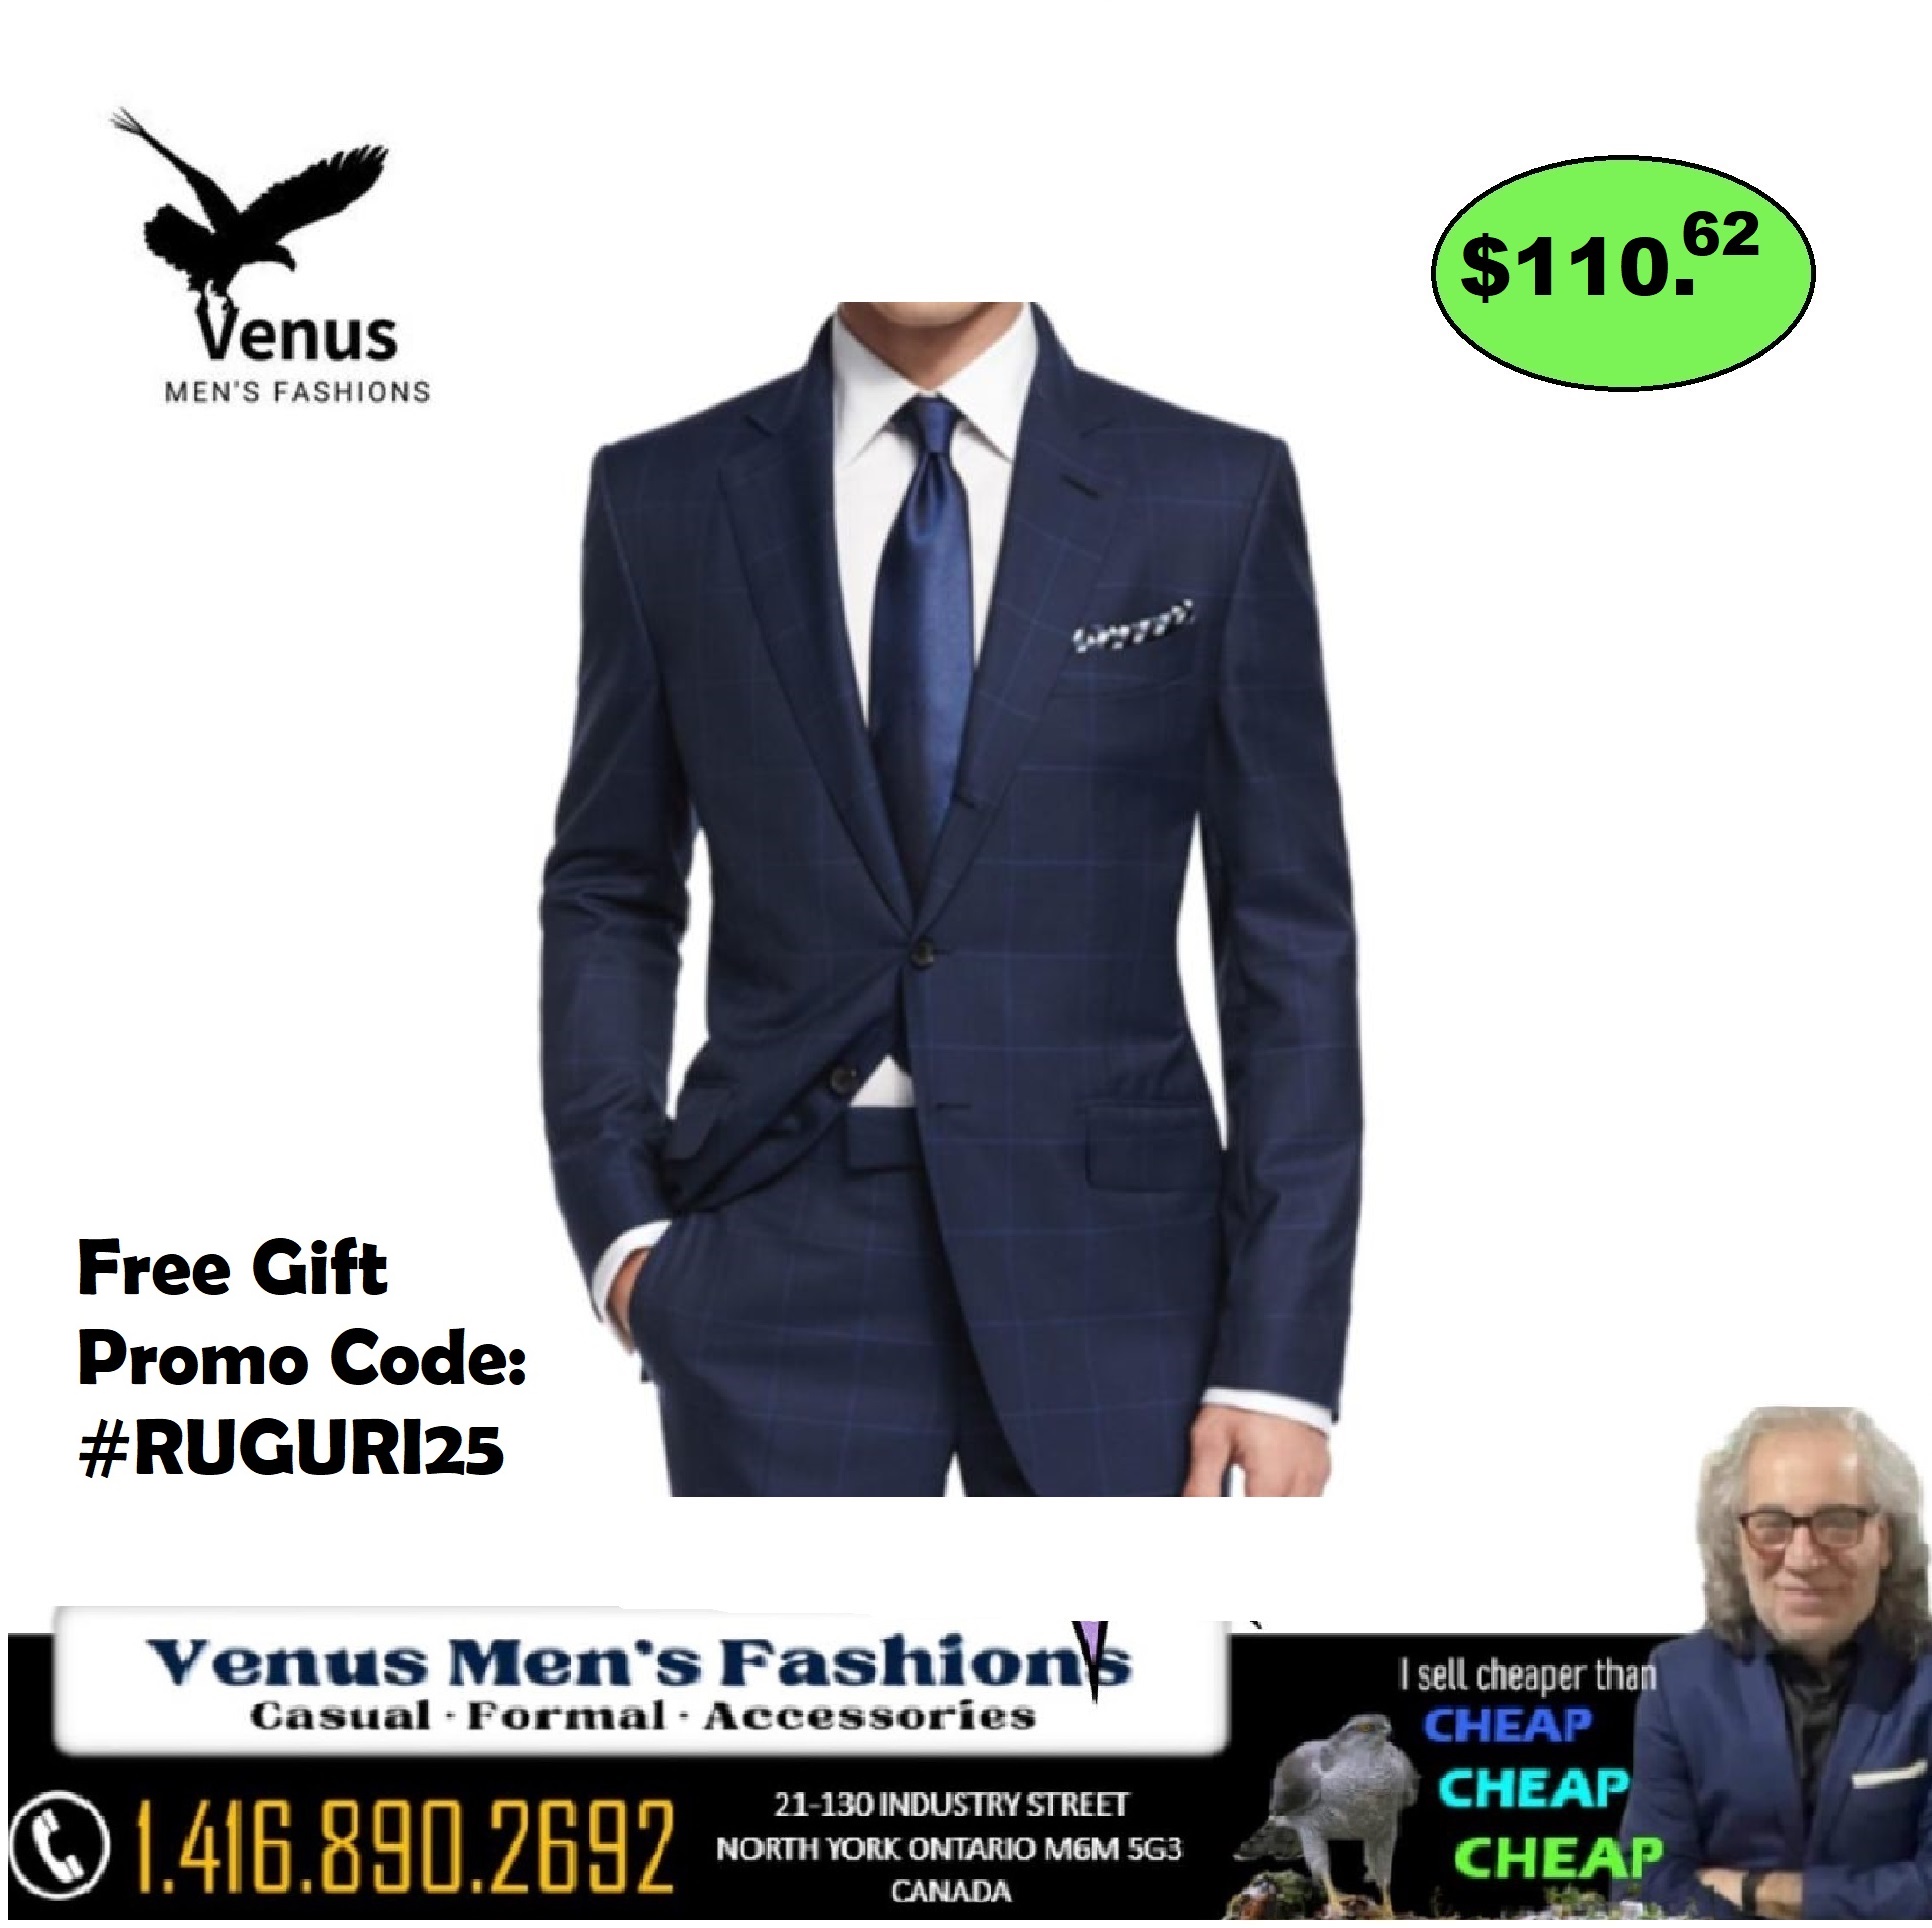 Venus
MEN'S FASHIONS
$110.62
Free Gift
Promo Code:
#RUGURI25
Venus Men's Fashions
Casual · Formal · Accessories
1.416.890.2692
21-130 INDUSTRY STREET
NORTH YORK ONTARIO M6M 5G3
CANADA
I sell cheaper than
CHEAP
CHEAP
CHEAP